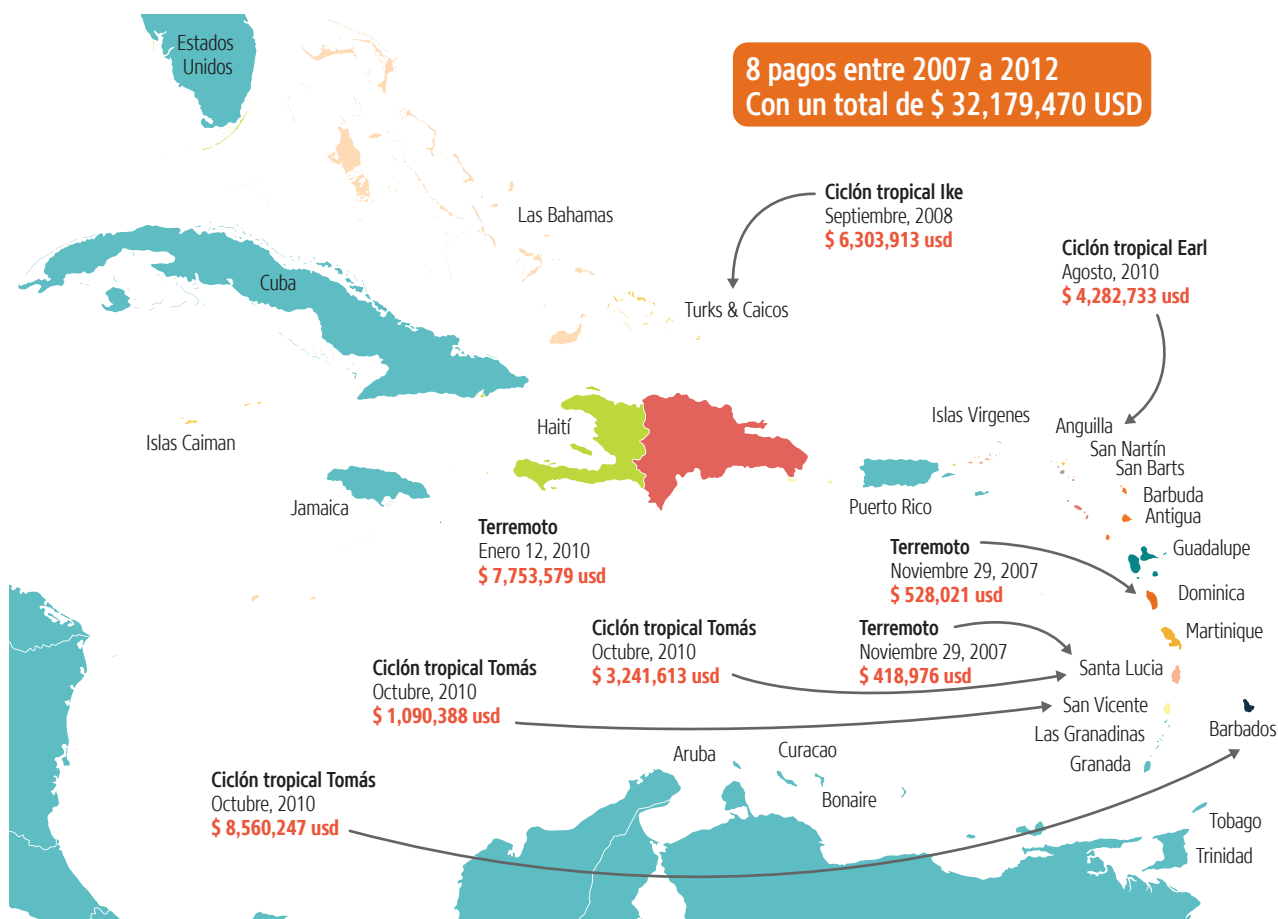 Estados
Unidos
8 pagos entre 2007 a 2012
Con un total de $ 32,179,470 USD
Las Bahamas
Ciclón tropical Ike
Septiembre, 2008
$ 6,303,913 usd
Ciclón tropical Earl
Agosto, 2010
$ 4,282,733 usd
Cuba
Turks & Caicos
Islas Caiman
Haití
Islas Virgenes
Anguilla
San Nartín
San Barts
Jamaica
Puerto Rico
Barbuda
Antigua
Terremoto
Enero 12, 2010
$ 7,753,579 usd
Guadalupe
Terremoto
Noviembre 29, 2007
$ 528,021 usd
Dominica
Ciclón tropical Tomás
Octubre, 2010
$ 3,241,613 usd
Terremoto
Noviembre 29, 2007
$ 418,976 usd
Martinique
Santa Lucia
Ciclón tropical Tomás
Octubre, 2010
$ 1,090,388 usd
San Vicente
Las Granadinas
Granada
Barbados
Aruba
Curacao
Bonaire
Ciclón tropical Tomás
Octubre, 2010
$ 8,560,247 usd
Tobago
Trinidad